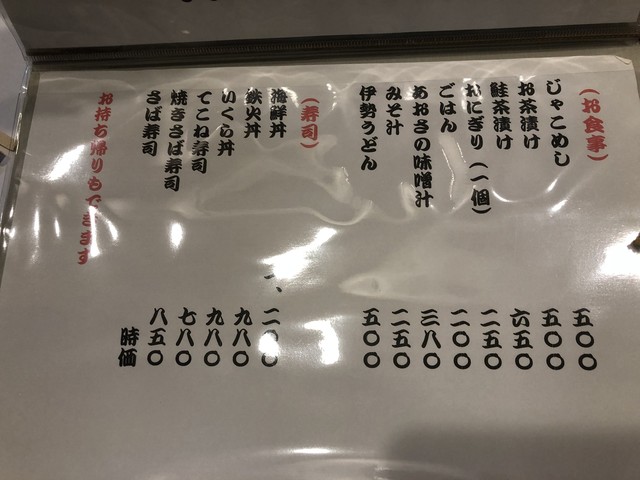 (お食事)
じゃこめし 五〇〇
お茶漬け 五〇〇
鮭茶漬け 六五〇
おにぎり(一個) 二五〇
ごはん 二〇〇
あおさの味噌汁 三八〇
みそ汁 二五〇
伊勢うどん 五〇〇
(寿司)
海鮮丼 一、二〇〇
鉄火丼 九八〇
いくら丼 九八〇
てこね寿司 七八〇
焼きさば寿司 八五〇
さば寿司 時価
お持ち帰りもできます